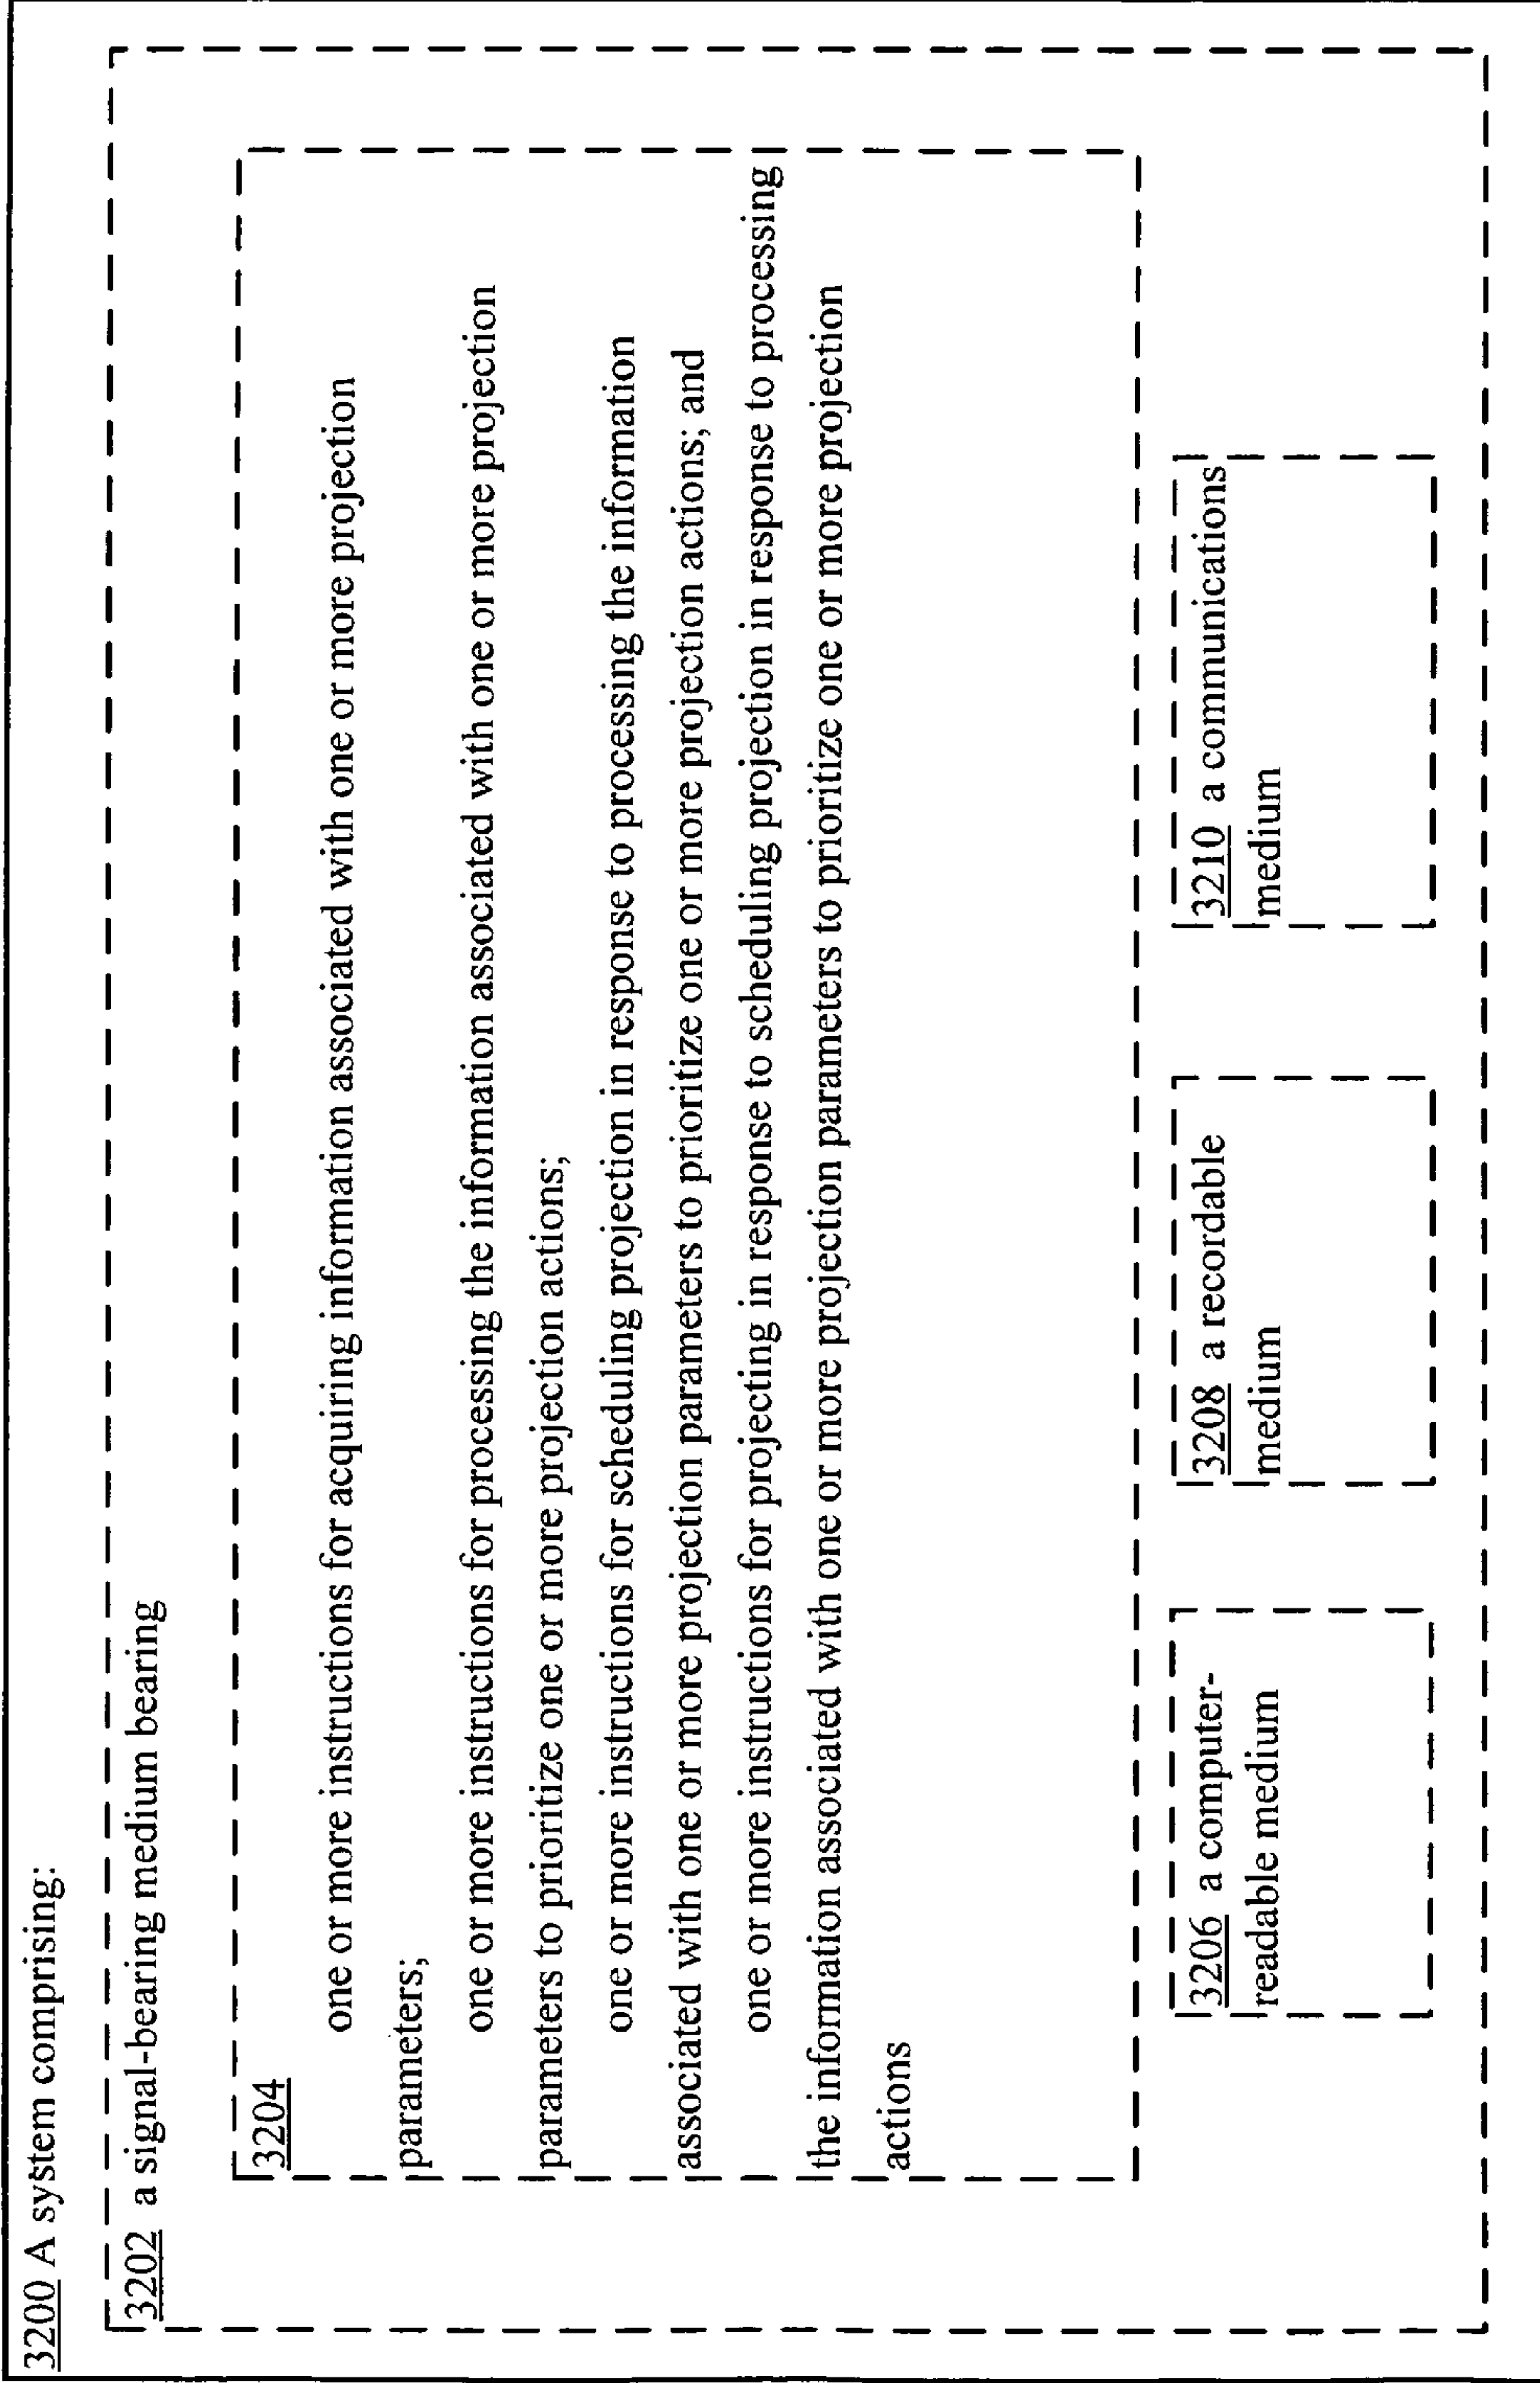 3200 A system comprising:
3202 a signal-bearing medium bearing
3204
one or more instructions for acquiring information associated with one or more projection
parameters;
one or more instructions for processing the information associated with one or more projection
parameters to prioritize one or more projection actions;
one or more instructions for scheduling projection in response to processing the information
associated with one or more projection parameters to prioritize one or more projection actions; and
one or more instructions for projecting in response to scheduling projection in response to processing
the information associated with one or more projection parameters to prioritize one or more projection
actions
3206 a computer-
readable medium
3208 a recordable
medium
3210 a communications
medium